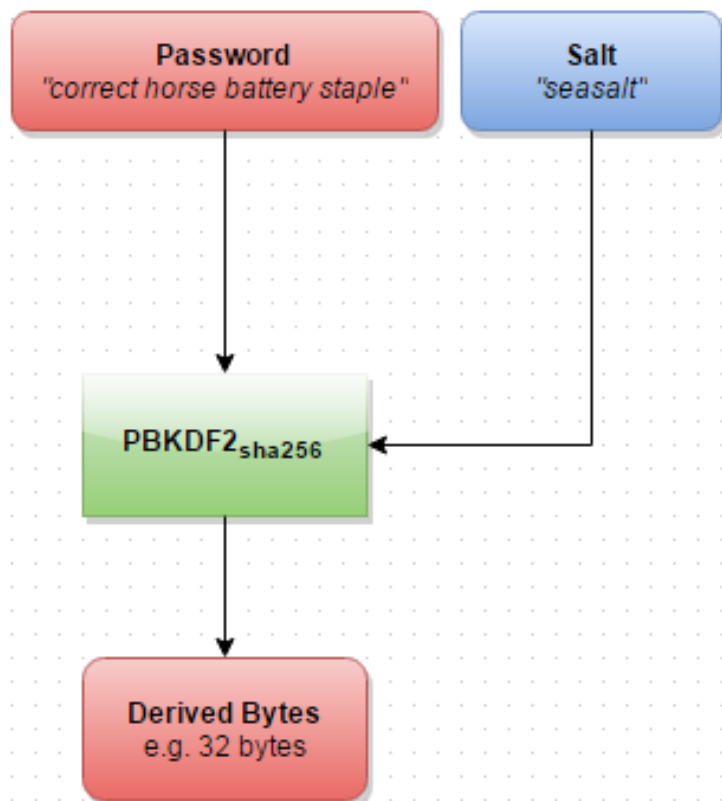 Password
"correct horse battery staple"
Salt
"seasalt"
PBKDF2sha256
Derived Bytes
e.g. 32 bytes